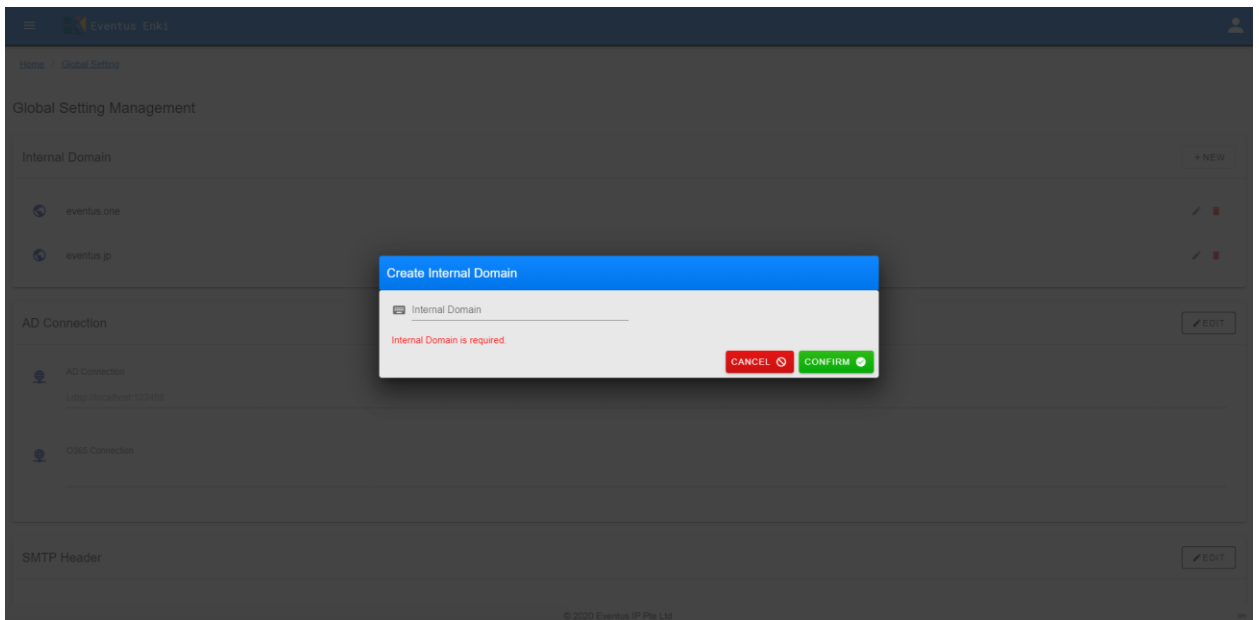 Eventus Enki
Home / Global Setting
Global Setting Management
Internal Domain
+ NEW
eventus.one
eventus.jp
Create Internal Domain
Internal Domain
Internal Domain is required.
CANCEL
CONFIRM
AD Connection
EDIT
AD Connection
O365 Connection
SMTP Header
EDIT
© 2020 Eventus IP Pte Ltd